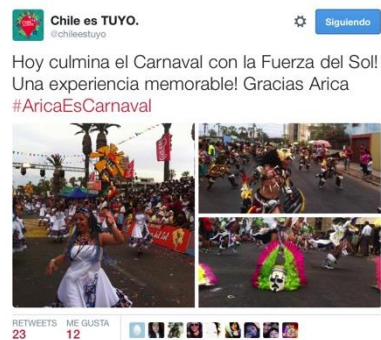 Chile es TUYO.
@chileestuyo
Siguiendo
Hoy culmina el Carnaval con la Fuerza del Sol!
Una experiencia memorable! Gracias Arica
#AricaEsCarnaval
RETWEETS ME GUSTA
23 12